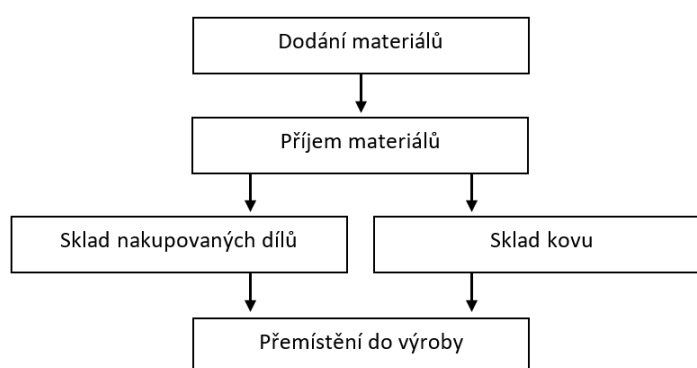 Dodání materiálů
Příjem materiálů
Sklad nakupovaných dílů
Sklad kovu
Přemístění do výroby